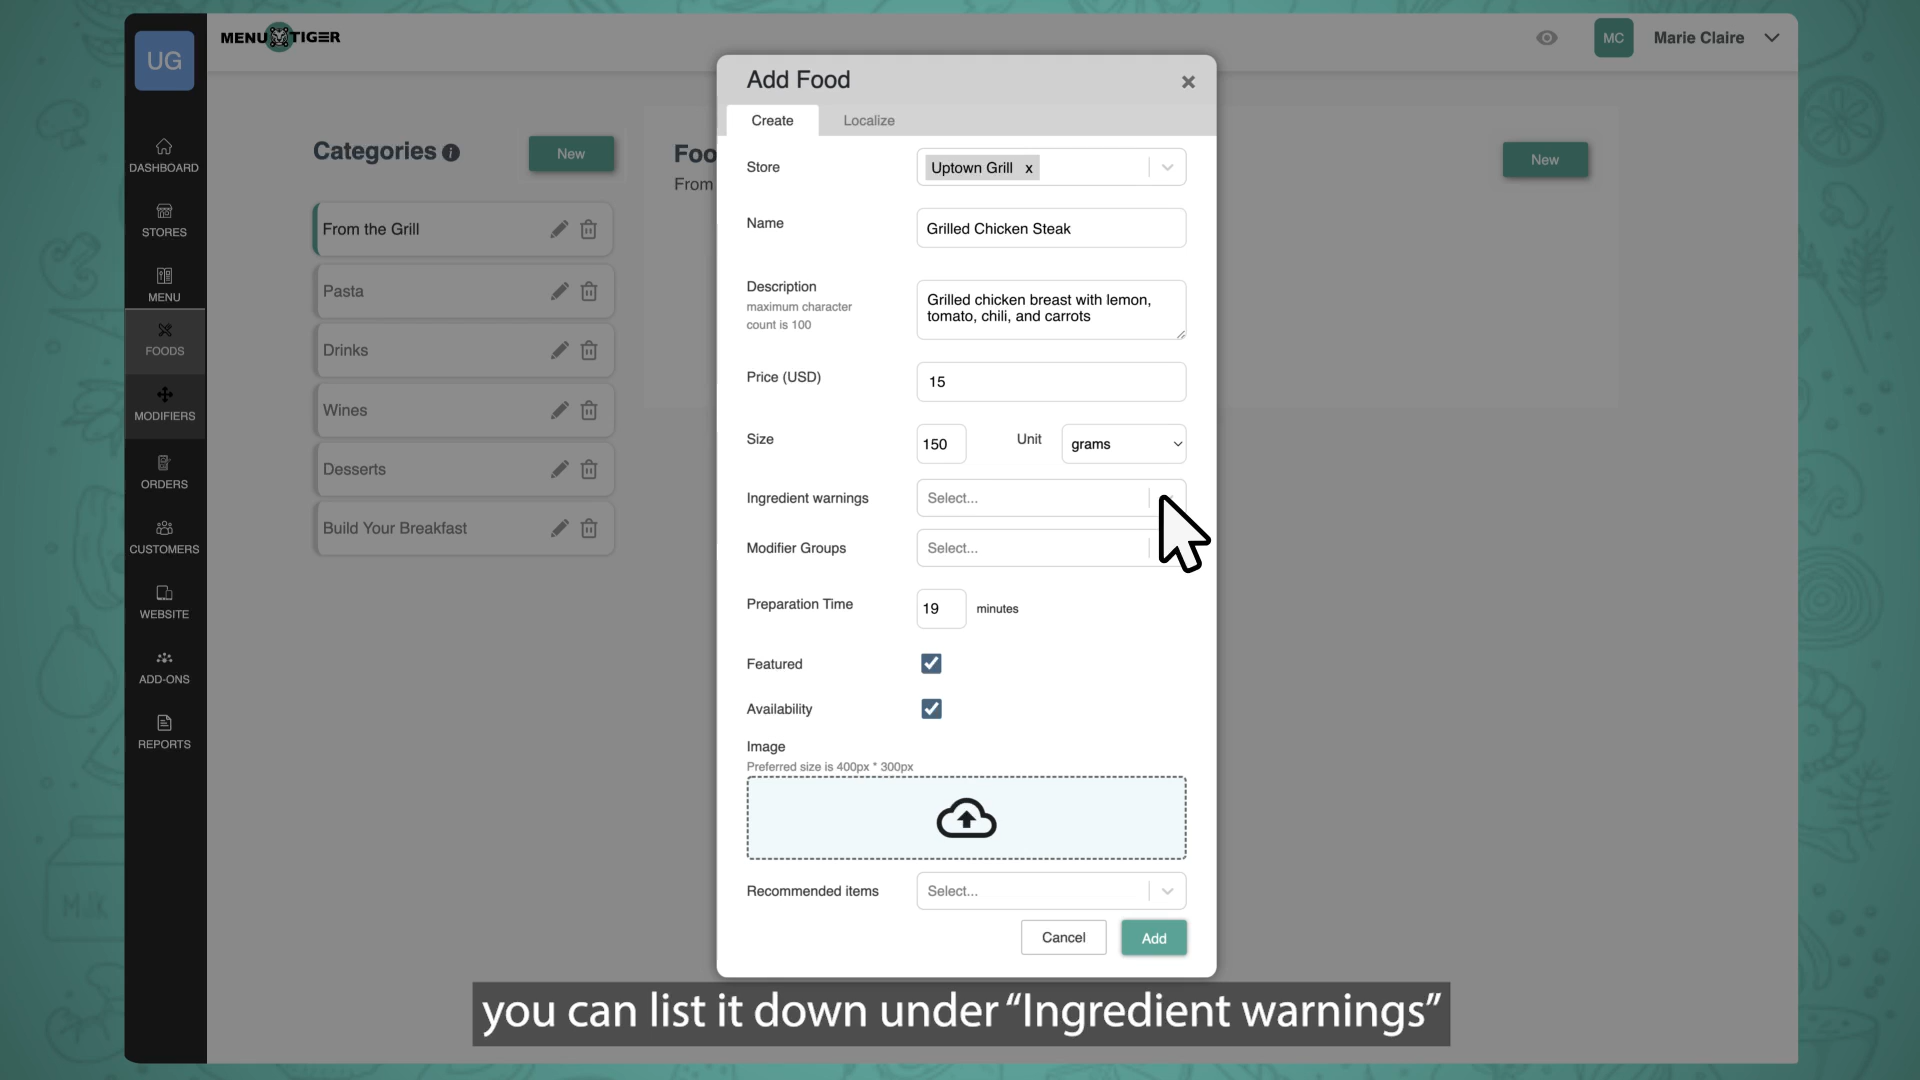 UG
MENU TIGER
MC
Marie Claire
DASHBOARD
STORES
MENU
FOODS
MODIFIERS
ORDERS
CUSTOMERS
WEBSITE
ADD-ONS
REPORTS
Categories
New
From the Grill
Pasta
Drinks
Wines
Desserts
Build Your Breakfast
Foo
From
New
Add Food
Create
Localize
Store
Uptown Grill x
Name
Grilled Chicken Steak
Description
maximum character
count is 100
Grilled chicken breast with lemon,
tomato, chili, and carrots
Price (USD)
15
Size
150
Unit
grams
Ingredient warnings
Select...
Modifier Groups
Select...
Preparation Time
19
minutes
Featured
Availability
Image
Preferred size is 400px * 300px
Recommended items
Select...
Cancel
Add
you can list it down under “Ingredient warnings”